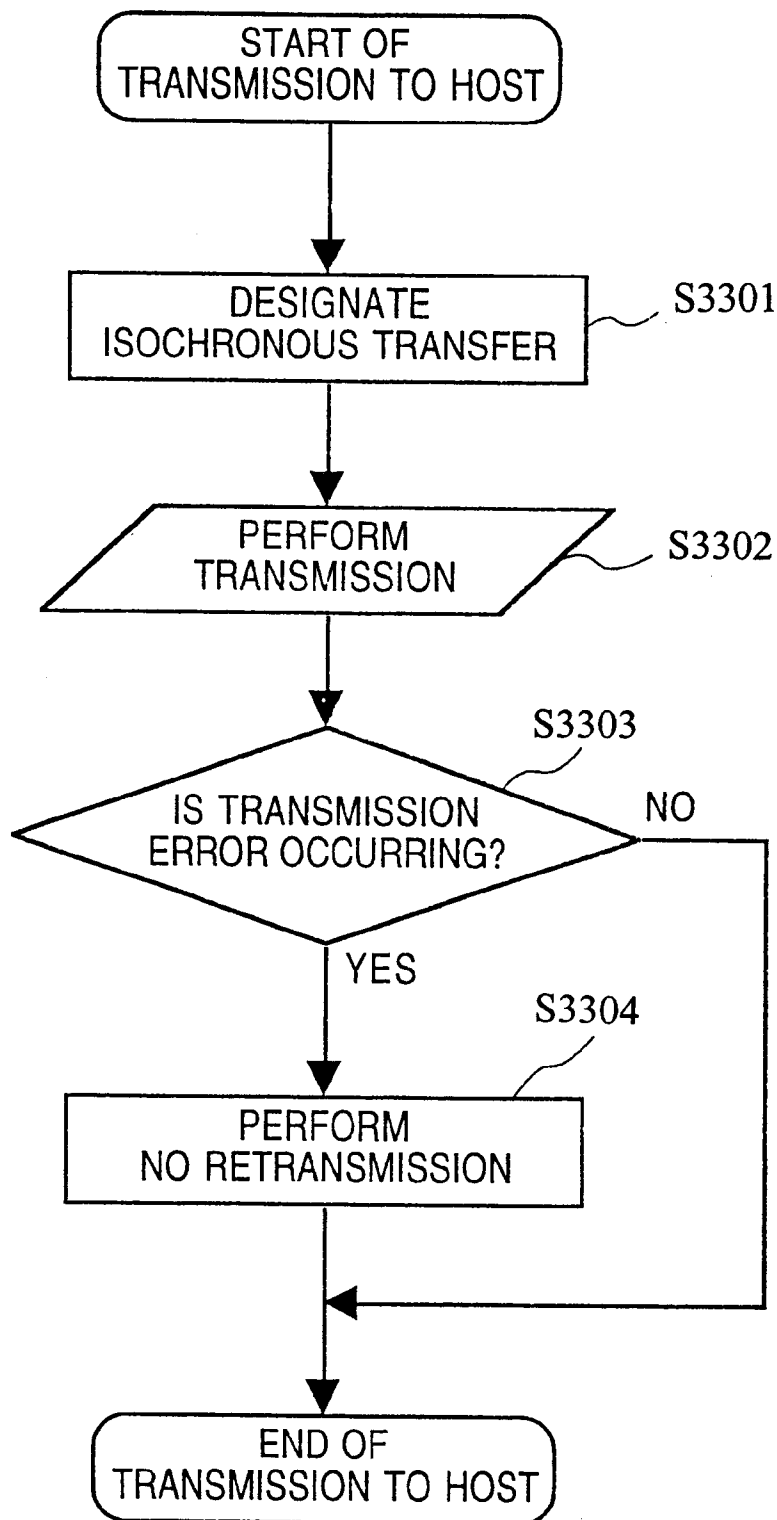 START OF
TRANSMISSION TO HOST
DESIGNATE
ISOCHRONOUS TRANSFER
S3301
PERFORM
TRANSMISSION
S3302
S3303
IS TRANSMISSION
ERROR OCCURRING?
NO
YES
S3304
PERFORM
NO RETRANSMISSION
END OF
TRANSMISSION TO HOST